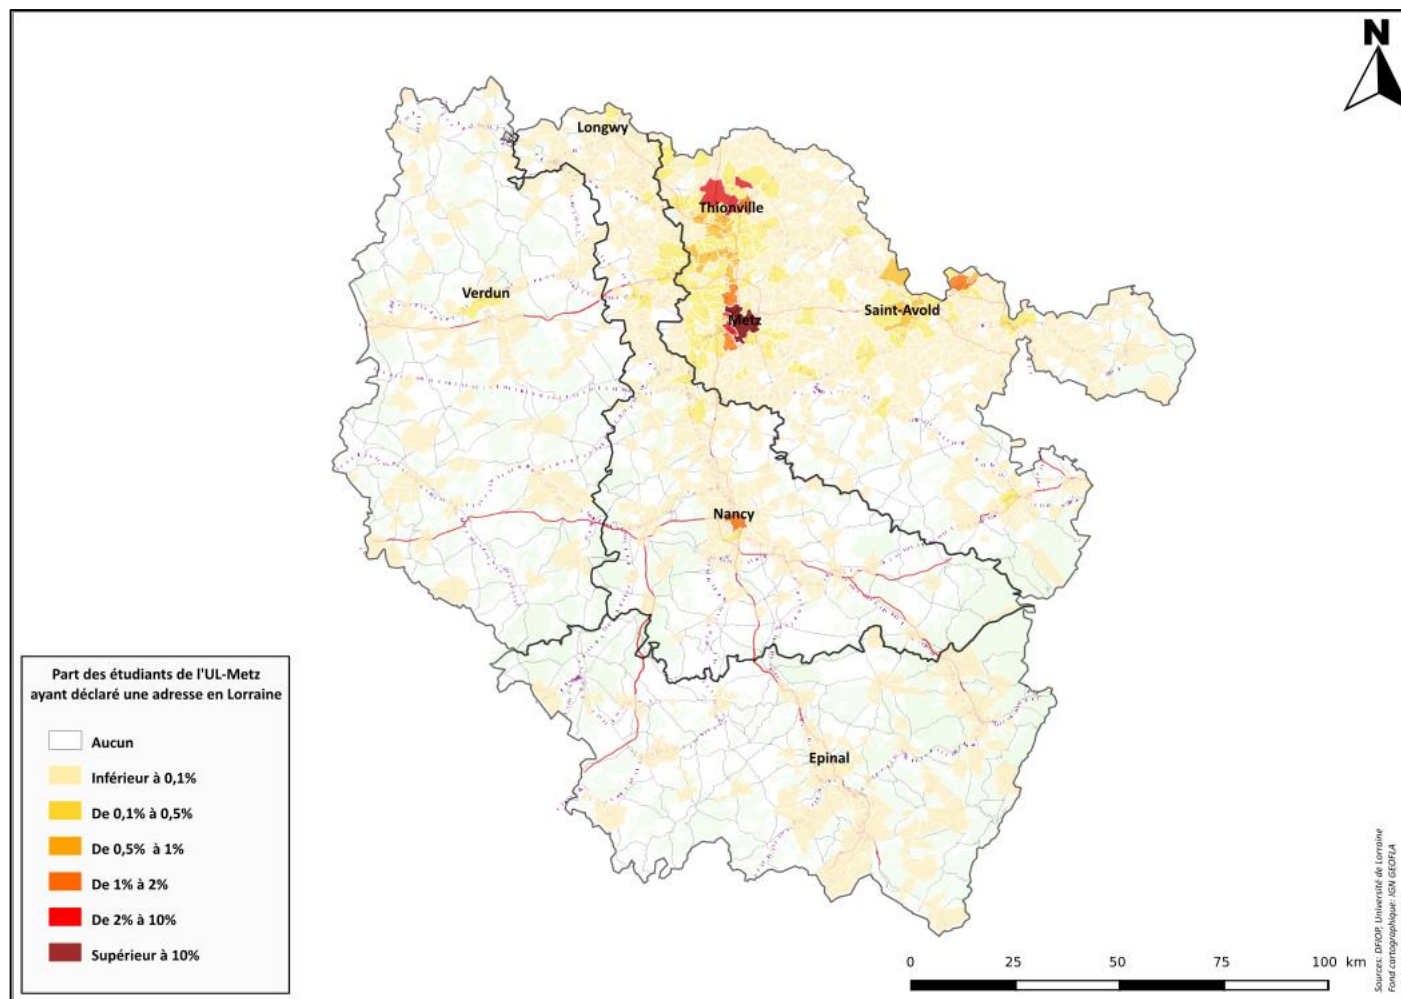 N
Longwy
Thionville
Verdun
Saint-Avold
Metz
Nancy
Epinal
Part des étudiants de l'UL-Metz
ayant déclaré une adresse en Lorraine
Aucun
Inférieur à 0,1%
De 0,1% à 0,5%
De 0,5% à 1%
De 1% à 2%
De 2% à 10%
Supérieur à 10%
0 25 50 75 100 km
Sources: DFIOP, Université de Lorraine
Fond cartographique: IGN GEOFLA